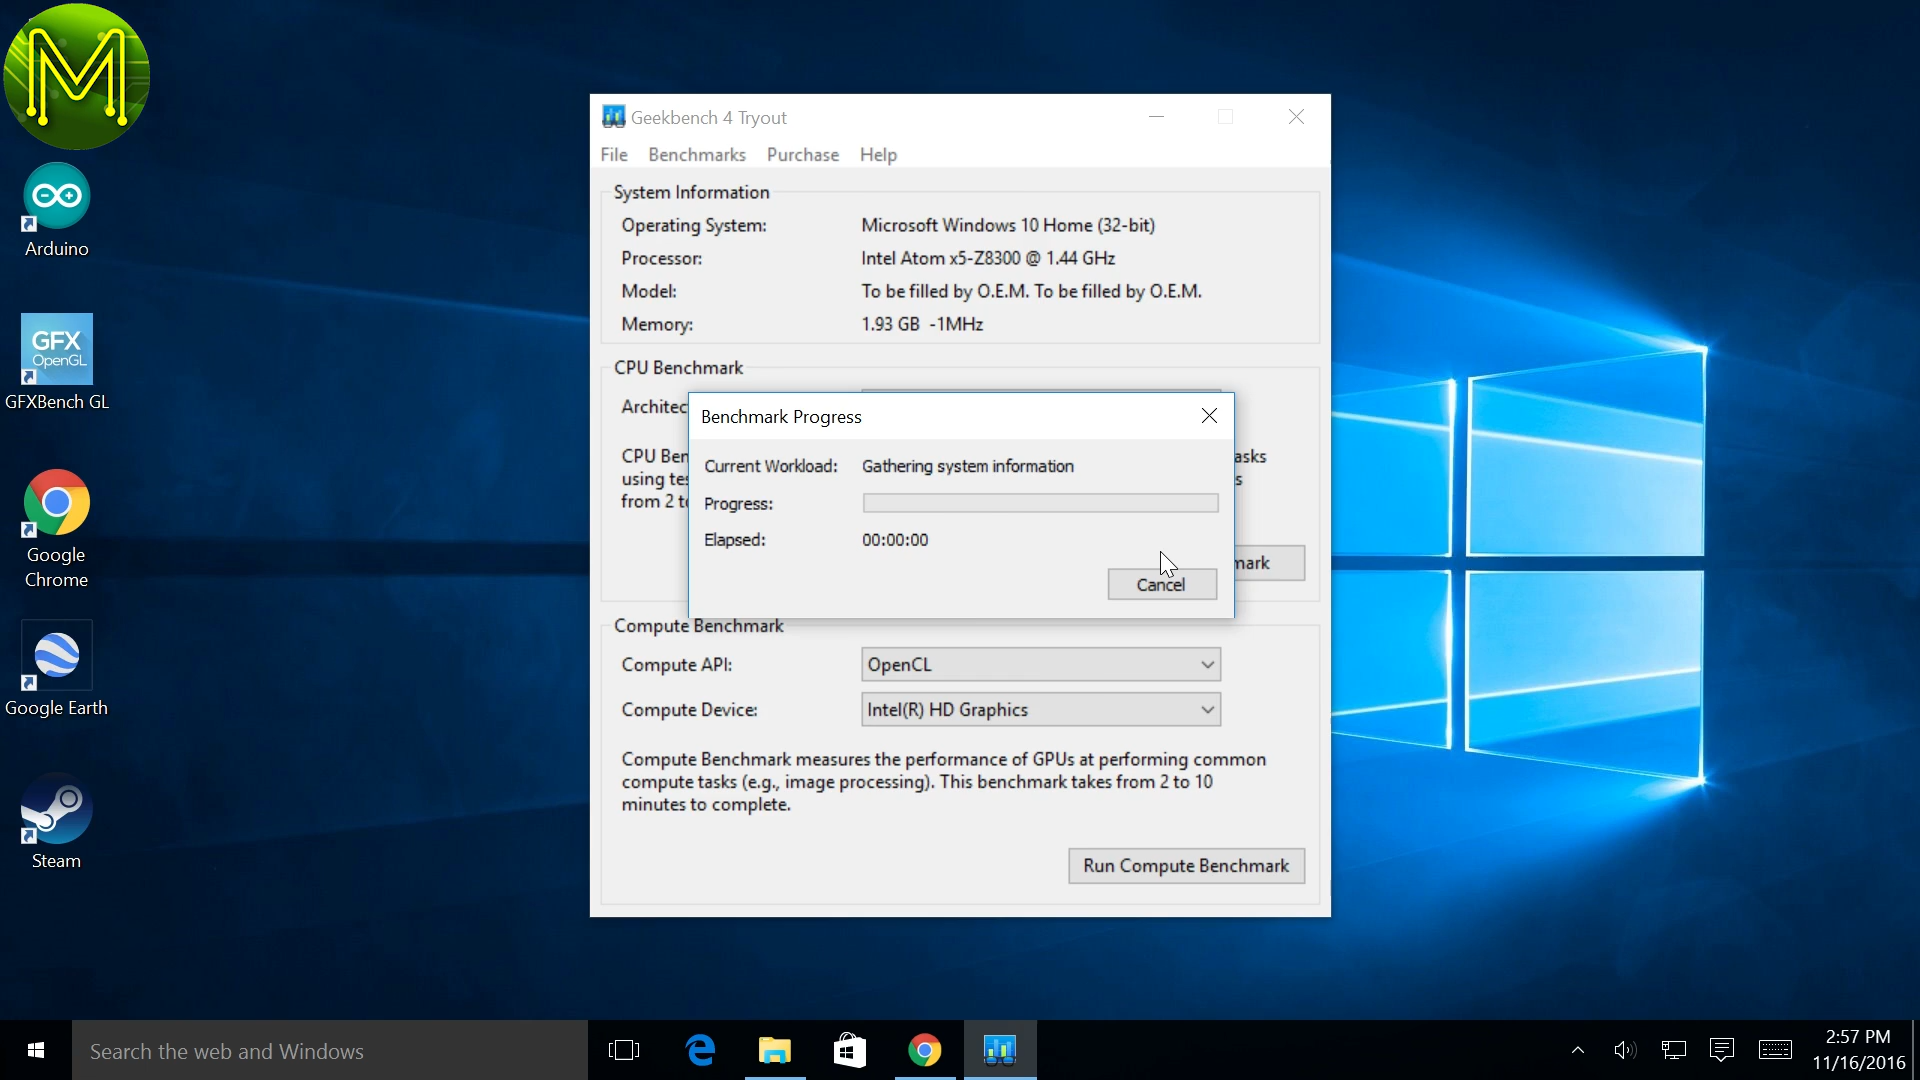 M
Arduino
GFX
OpenGL
GFXBench GL
Google
Chrome
Google Earth
Steam
Geekbench 4 Tryout
File Benchmarks Purchase Help
System Information
Operating System: Microsoft Windows 10 Home (32-bit)
Processor: Intel Atom x5-Z8300 @ 1.44 GHz
Model: To be filled by O.E.M. To be filled by O.E.M.
Memory: 1.93 GB -1MHz
CPU Benchmark
Architec
CPU Ben asks
using tes s
from 2 to
mark
Benchmark Progress
Current Workload: Gathering system information
Progress:
Elapsed: 00:00:00
Cancel
Compute Benchmark
Compute API: OpenCL
Compute Device: Intel(R) HD Graphics
Compute Benchmark measures the performance of GPUs at performing common
compute tasks (e.g., image processing). This benchmark takes from 2 to 10
minutes to complete.
Run Compute Benchmark
Search the web and Windows
2:57 PM
11/16/2016